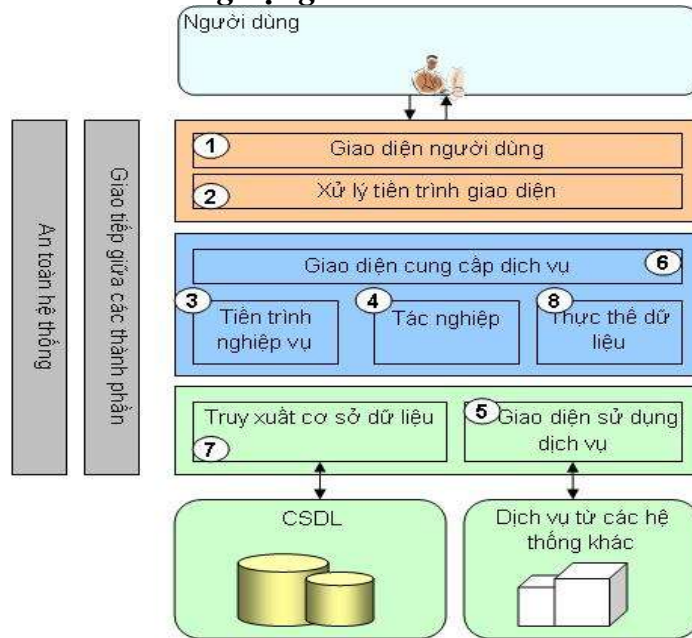 Người dùng
1
Giao diện người dùng
2
Xử lý tiến trình giao diện
Giao diện cung cấp dịch vụ
6
3
Tiến trình
nghiệp vụ
4
Tác nghiệp
8
Thực thể dữ
liệu
Truy xuất cơ sở dữ liệu
7
5
Giao diện sử dụng
dịch vụ
CSDL
Dịch vụ từ các hệ
thống khác
An toàn hệ thống
Giao tiếp giữa các thành phần